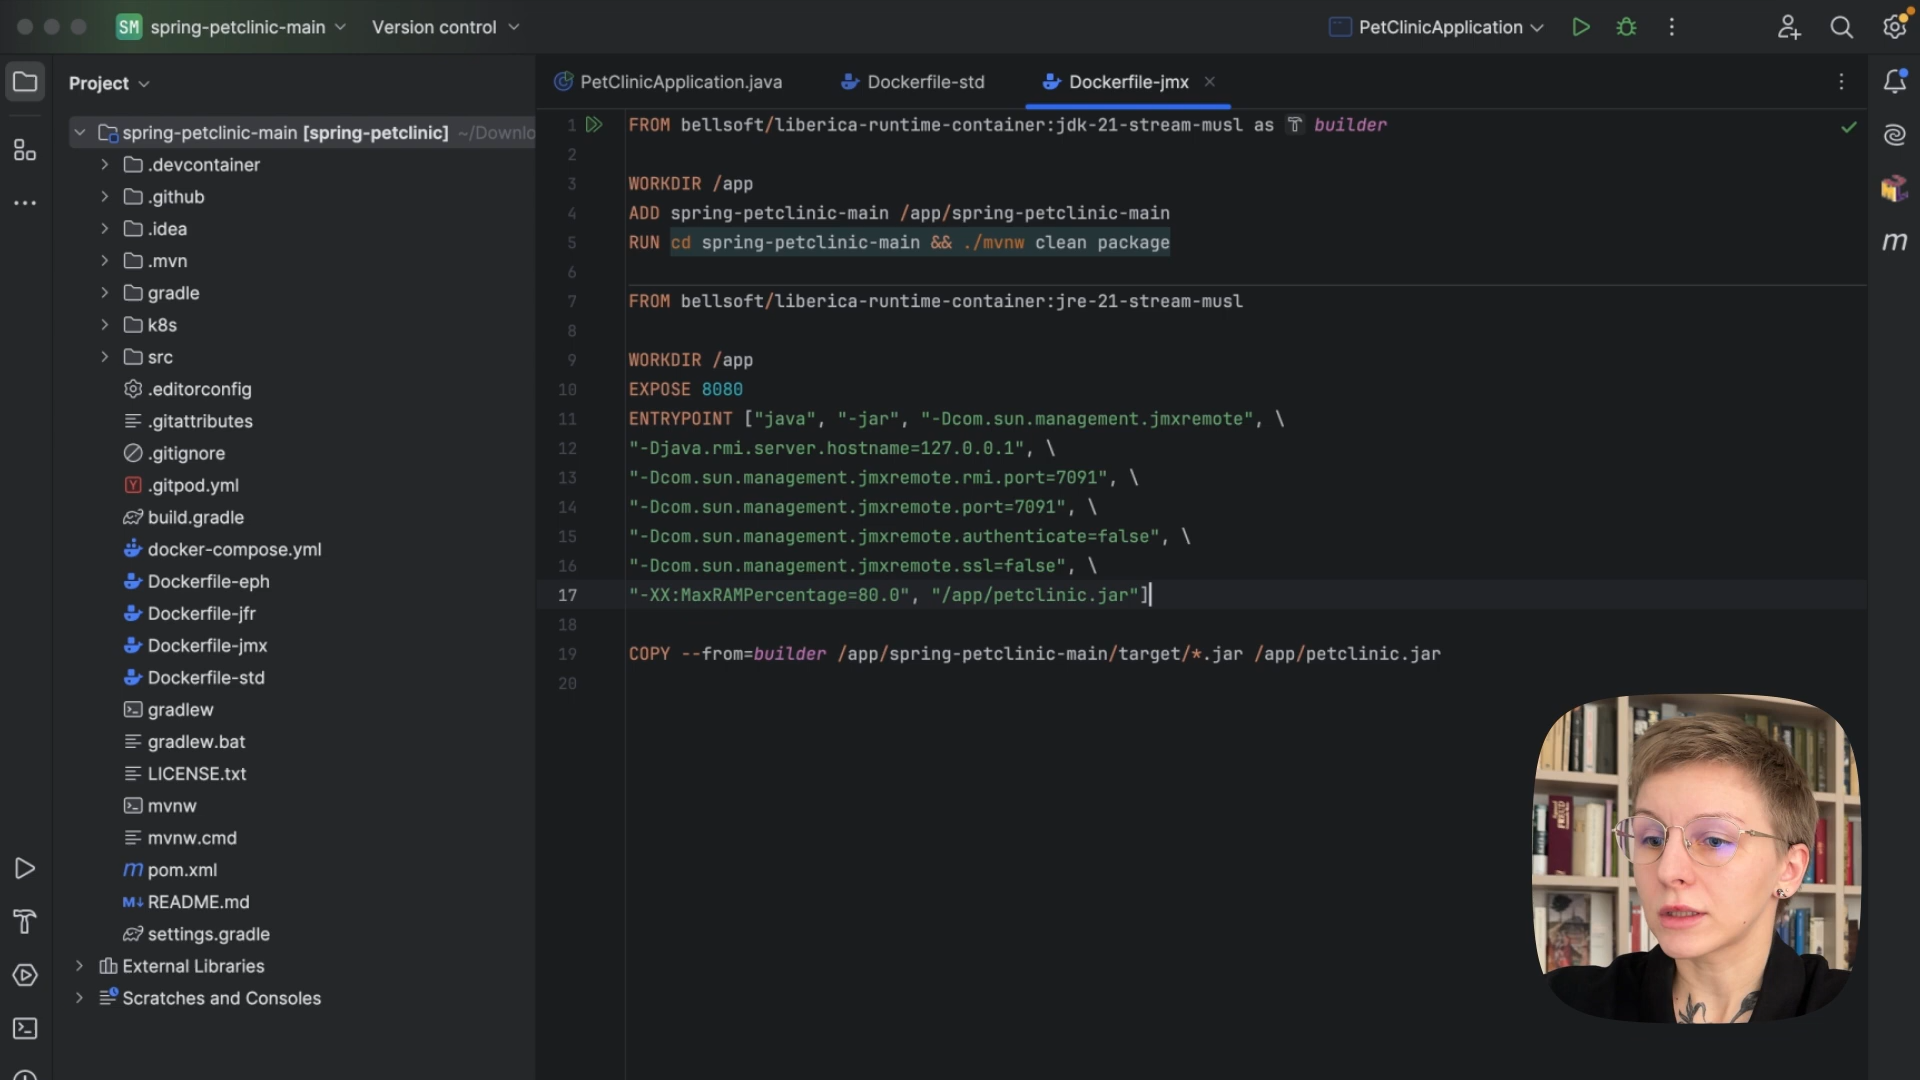 SM spring-petclinic-main Version control PetClinicApplication
Project
spring-petclinic-main [spring-petclinic] ~/Downlo
.devcontainer
.github
.idea
.mvn
gradle
k8s
src
.editorconfig
.gitattributes
.gitignore
Y .gitpod.yml
build.gradle
docker-compose.yml
Dockerfile-eph
Dockerfile-jfr
Dockerfile-jmx
Dockerfile-std
gradlew
gradlew.bat
LICENSE.txt
mvnw
mvnw.cmd
m pom.xml
M↓ README.md
settings.gradle
External Libraries
Scratches and Consoles
PetClinicApplication.java Dockerfile-std Dockerfile-jmx
1 FROM bellsoft/liberica-runtime-container:jdk-21-stream-musl as builder
2
3 WORKDIR /app
4 ADD spring-petclinic-main /app/spring-petclinic-main
5 RUN cd spring-petclinic-main && ./mvnw clean package
6
7 FROM bellsoft/liberica-runtime-container:jre-21-stream-musl
8
9 WORKDIR /app
10 EXPOSE 8080
11 ENTRYPOINT ["java", "-jar", "-Dcom.sun.management.jmxremote", \
12 "-Djava.rmi.server.hostname=127.0.0.1", \
13 "-Dcom.sun.management.jmxremote.rmi.port=7091", \
14 "-Dcom.sun.management.jmxremote.port=7091", \
15 "-Dcom.sun.management.jmxremote.authenticate=false", \
16 "-Dcom.sun.management.jmxremote.ssl=false", \
17 "-XX:MaxRAMPercentage=80.0", "/app/petclinic.jar"]
18
19 COPY --from=builder /app/spring-petclinic-main/target/*.jar /app/petclinic.jar
20
m
FREUD